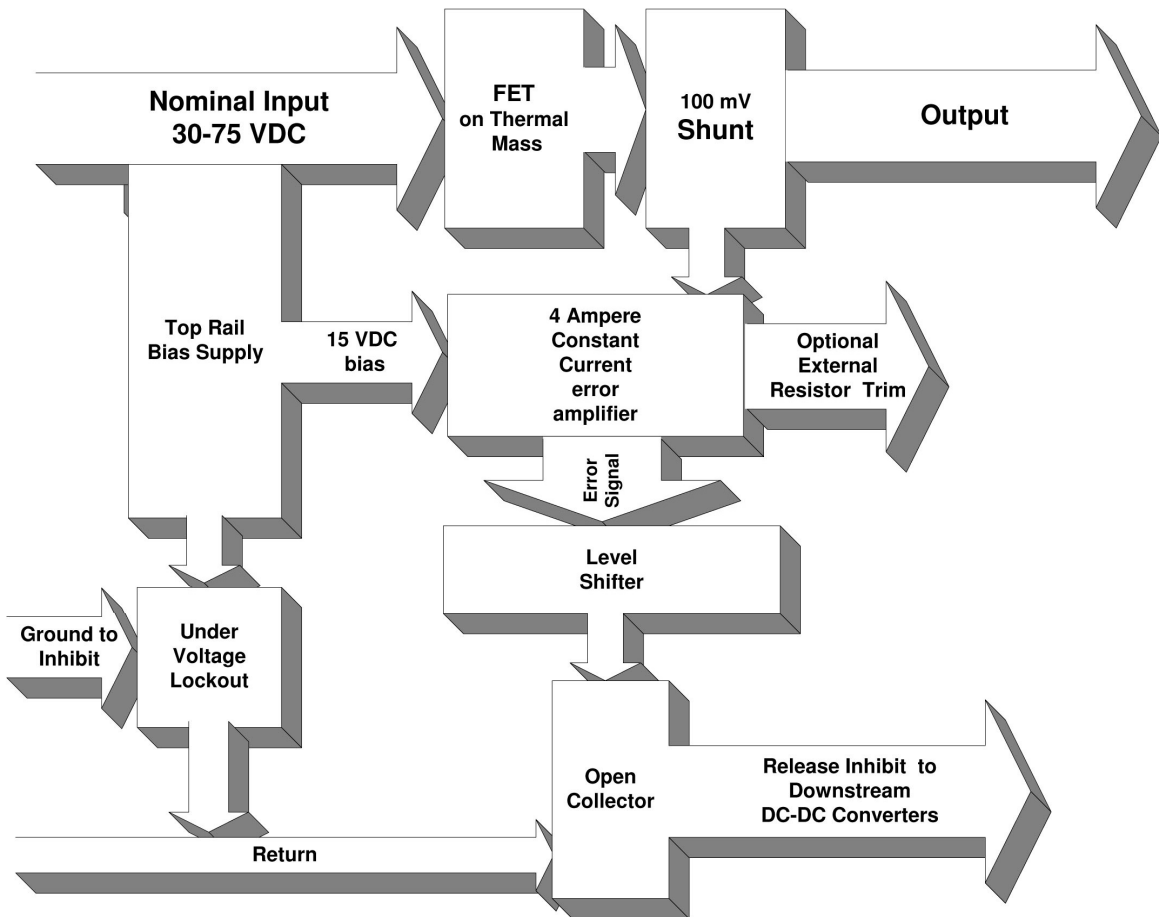 Nominal Input
30-75 VDC
FET
on Thermal
Mass
100 mV
Shunt
Output
Top Rail
Bias Supply
15 VDC
bias
4 Ampere
Constant
Current
error
amplifier
Optional
External
Resistor Trim
Error
Signal
Level
Shifter
Ground to
Inhibit
Under
Voltage
Lockout
Open
Collector
Release Inhibit to
Downstream
DC-DC Converters
Return